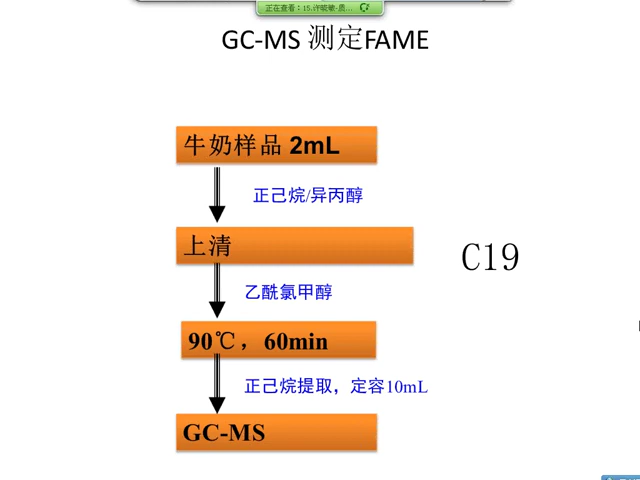 正在查看：15.许晓敏-质...
GC-MS 测定FAME
牛奶样品 2mL
正己烷/异丙醇
上清
C19
乙酰氯甲醇
90℃，60min
正己烷提取，定容10mL
GC-MS